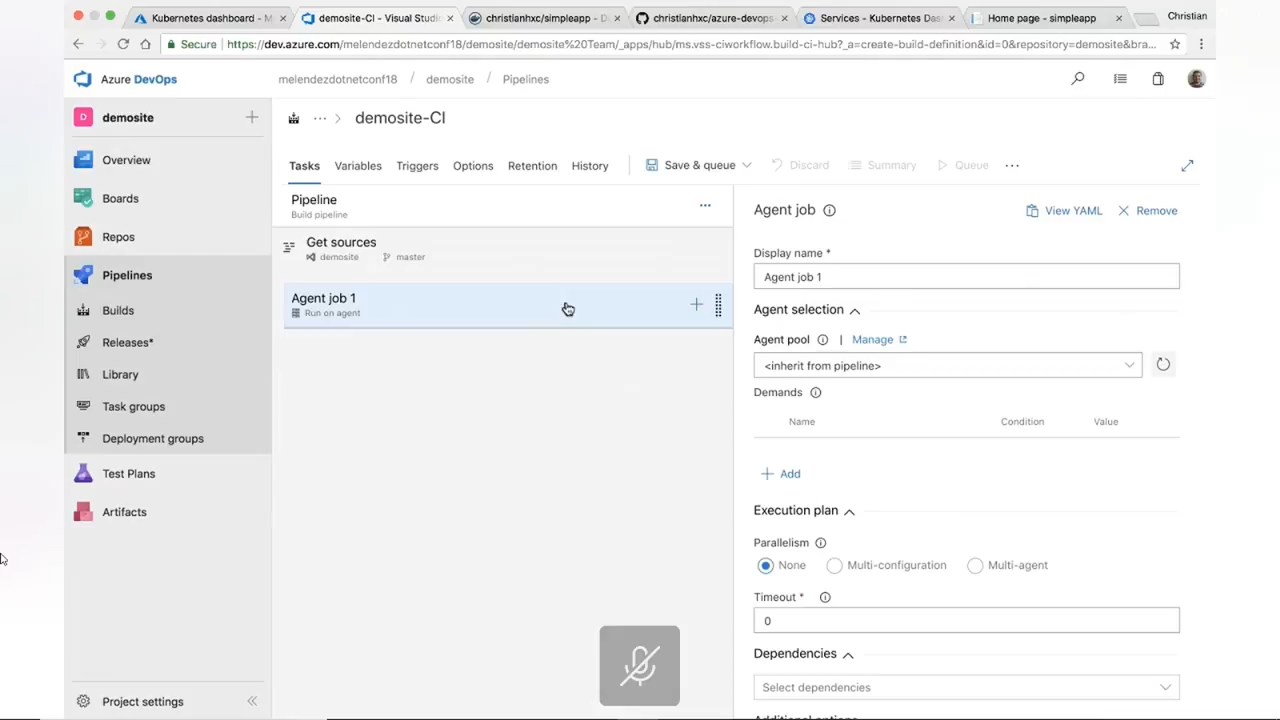 Kubernetes dashboard - M
demosite-CI - Visual Studio
christianhxc/simpleapp - Do
christianhxc/azure-devops-
Services - Kubernetes Das
Home page - simpleapp
Christian
Secure
https://dev.azure.com/melendezdotnetconf18/demosite/demosite%20Team/_apps/hub/ms.vss-ciworkflow.build-ci-hub?_a=create-build-definition&id=0&repository=demosite&bra...
Azure DevOps
melendezdotnetconf18 / demosite / Pipelines
D demosite
demosite-CI
Overview
Boards
Repos
Pipelines
Builds
Releases*
Library
Task groups
Deployment groups
Test Plans
Artifacts
Project settings
Tasks Variables Triggers Options Retention History Save & queue Discard Summary Queue
Pipeline
Build pipeline
Get sources
demosite master
Agent job 1
Run on agent
Agent job
View YAML
Remove
Display name *
Agent job 1
Agent selection
Agent pool | Manage
<inherit from pipeline>
Demands
Name Condition Value
Add
Execution plan
Parallelism
None Multi-configuration Multi-agent
Timeout *
0
Dependencies
Select dependencies
Additional options